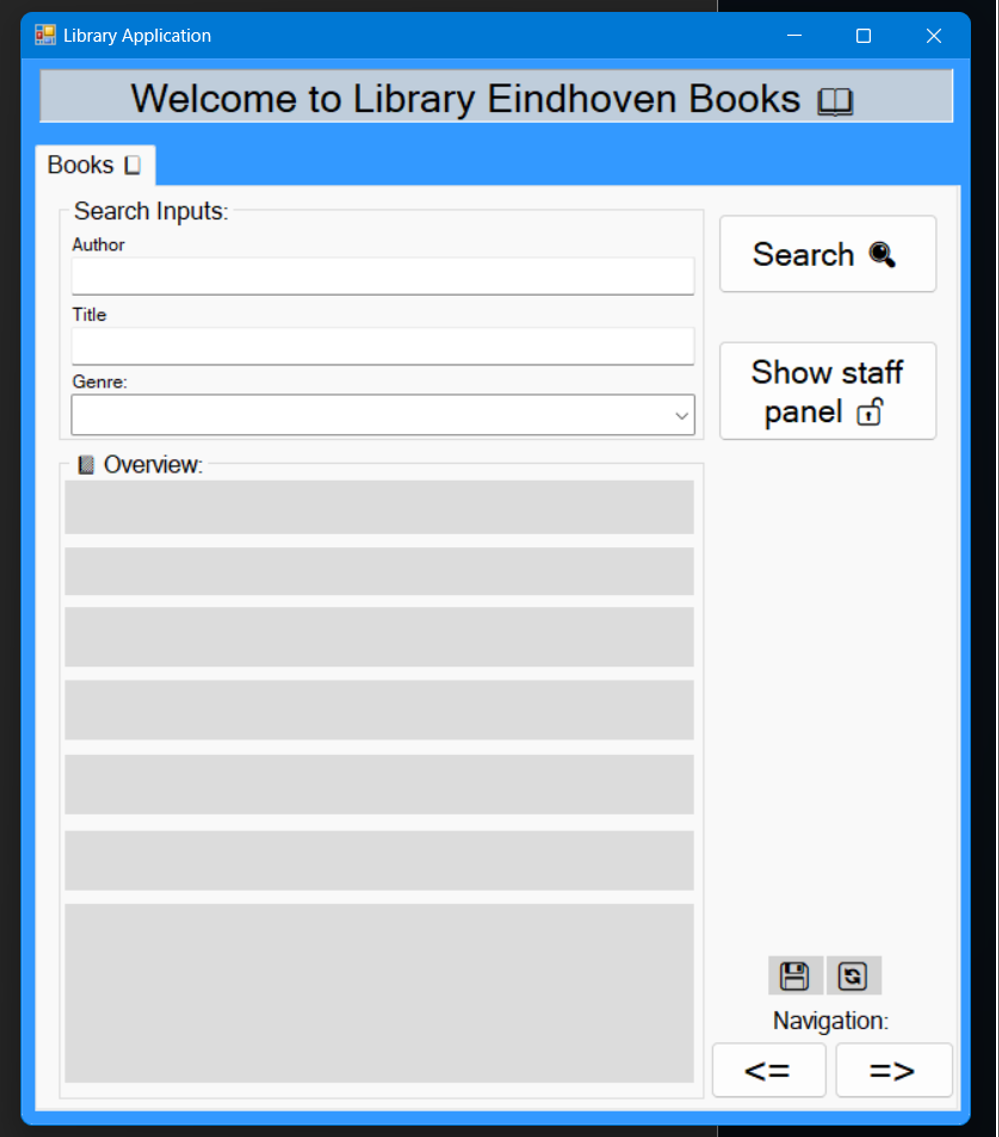 Library Application
Welcome to Library Eindhoven Books
Books
Search Inputs:
Author
Title
Genre:
Search
Show staff
panel
Overview:
Navigation:
<=
=>